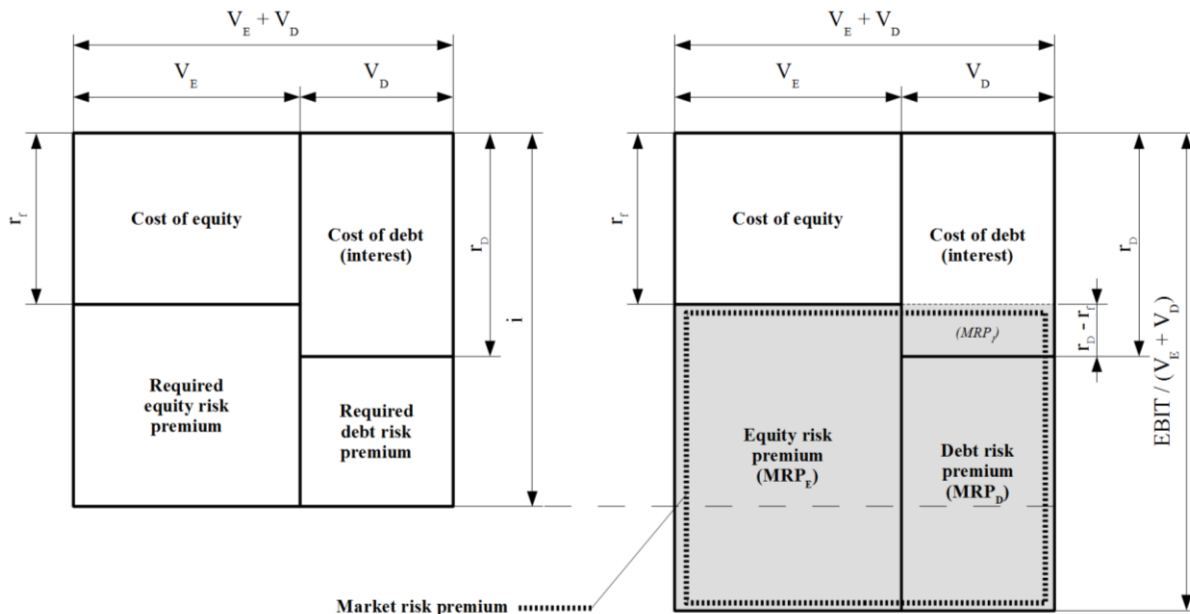 V_E + V_D
V_E
V_D
r_f
Cost of equity
Cost of debt
(interest)
r_D
i
Required
equity risk
premium
Required
debt risk
premium
V_E + V_D
V_E
V_D
r_f
Cost of equity
Cost of debt
(interest)
r_D
r_D - r_f
(MRP_I)
EBIT / (V_E + V_D)
Equity risk
premium
(MRP_E)
Debt risk
premium
(MRP_D)
Market risk premium